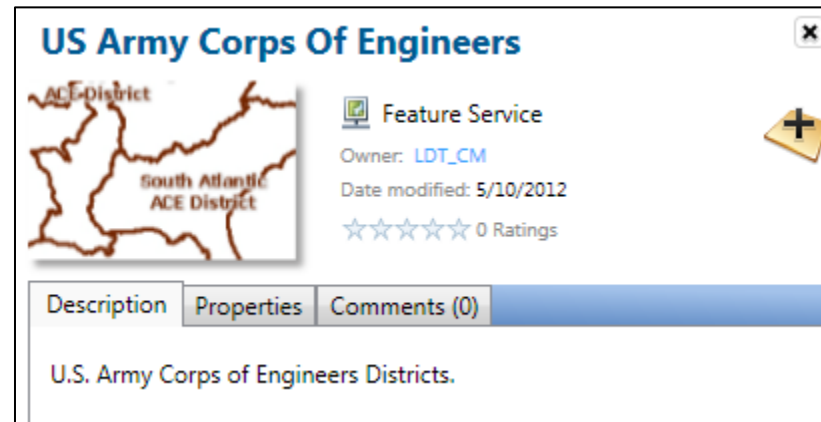 US Army Corps Of Engineers
ACE District
South Atlantic
ACE District
Feature Service
Owner: LDT_CM
Date modified: 5/10/2012
0 Ratings
Description
Properties
Comments (0)
U.S. Army Corps of Engineers Districts.